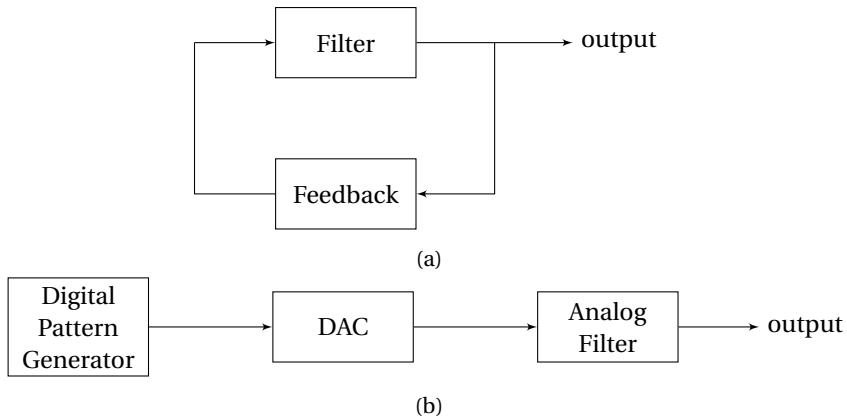 Filter
output
Feedback
(a)
Digital
Pattern
Generator
DAC
Analog
Filter
output
(b)